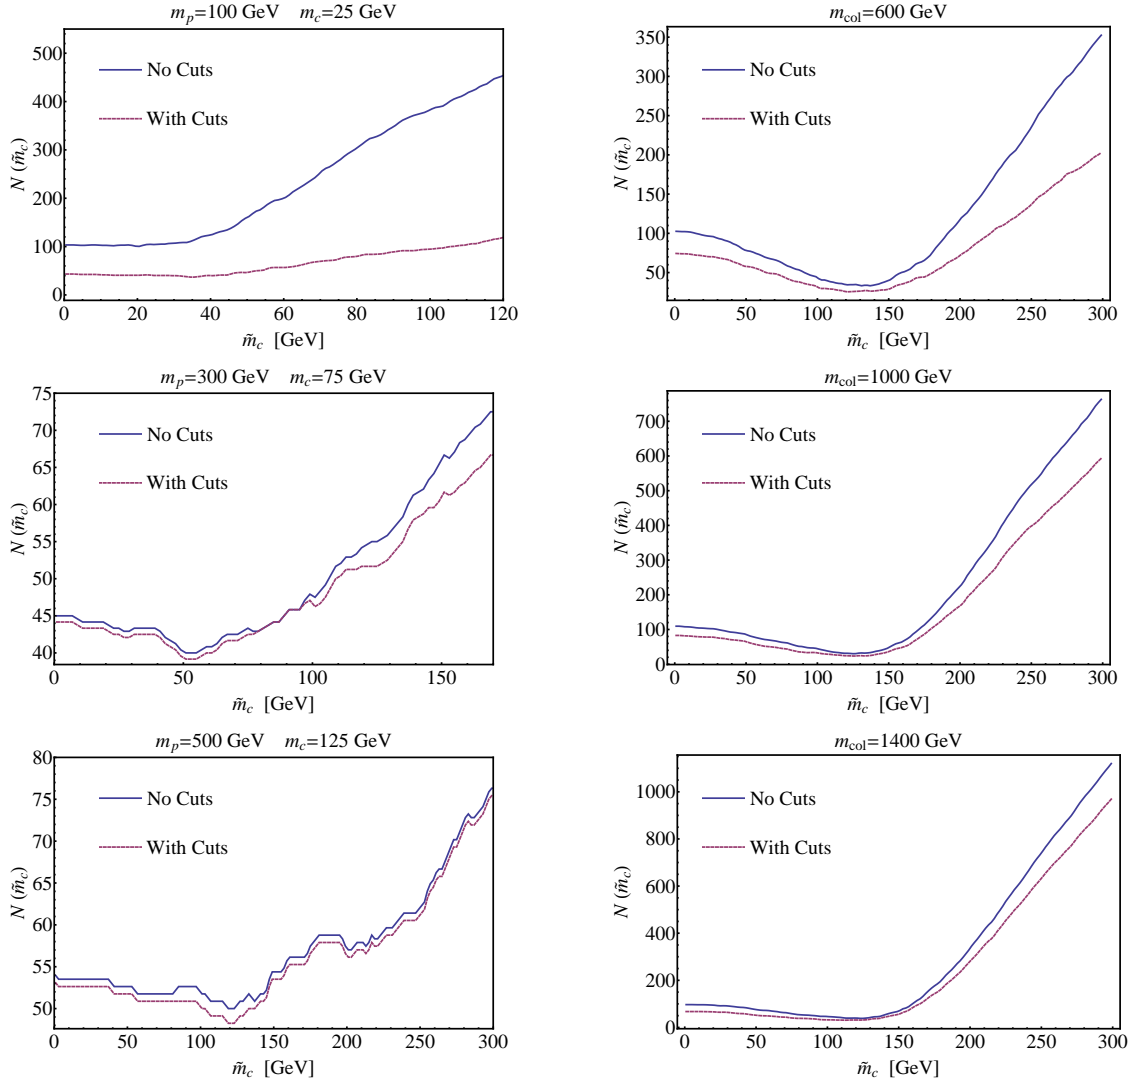 m_p=100 GeV m_c=25 GeV
500
400
300
200
100
0
N (m̃_c)
No Cuts
With Cuts
0 20 40 60 80 100 120
m̃_c [GeV]
m_col=600 GeV
350
300
250
200
150
100
50
N (m̃_c)
No Cuts
With Cuts
0 50 100 150 200 250 300
m̃_c [GeV]
m_p=300 GeV m_c=75 GeV
75
70
65
60
55
50
45
40
N (m̃_c)
No Cuts
With Cuts
0 50 100 150
m̃_c [GeV]
m_col=1000 GeV
700
600
500
400
300
200
100
0
N (m̃_c)
No Cuts
With Cuts
0 50 100 150 200 250 300
m̃_c [GeV]
m_p=500 GeV m_c=125 GeV
80
75
70
65
60
55
50
N (m̃_c)
No Cuts
With Cuts
0 50 100 150 200 250 300
m̃_c [GeV]
m_col=1400 GeV
1000
800
600
400
200
0
N (m̃_c)
No Cuts
With Cuts
0 50 100 150 200 250 300
m̃_c [GeV]